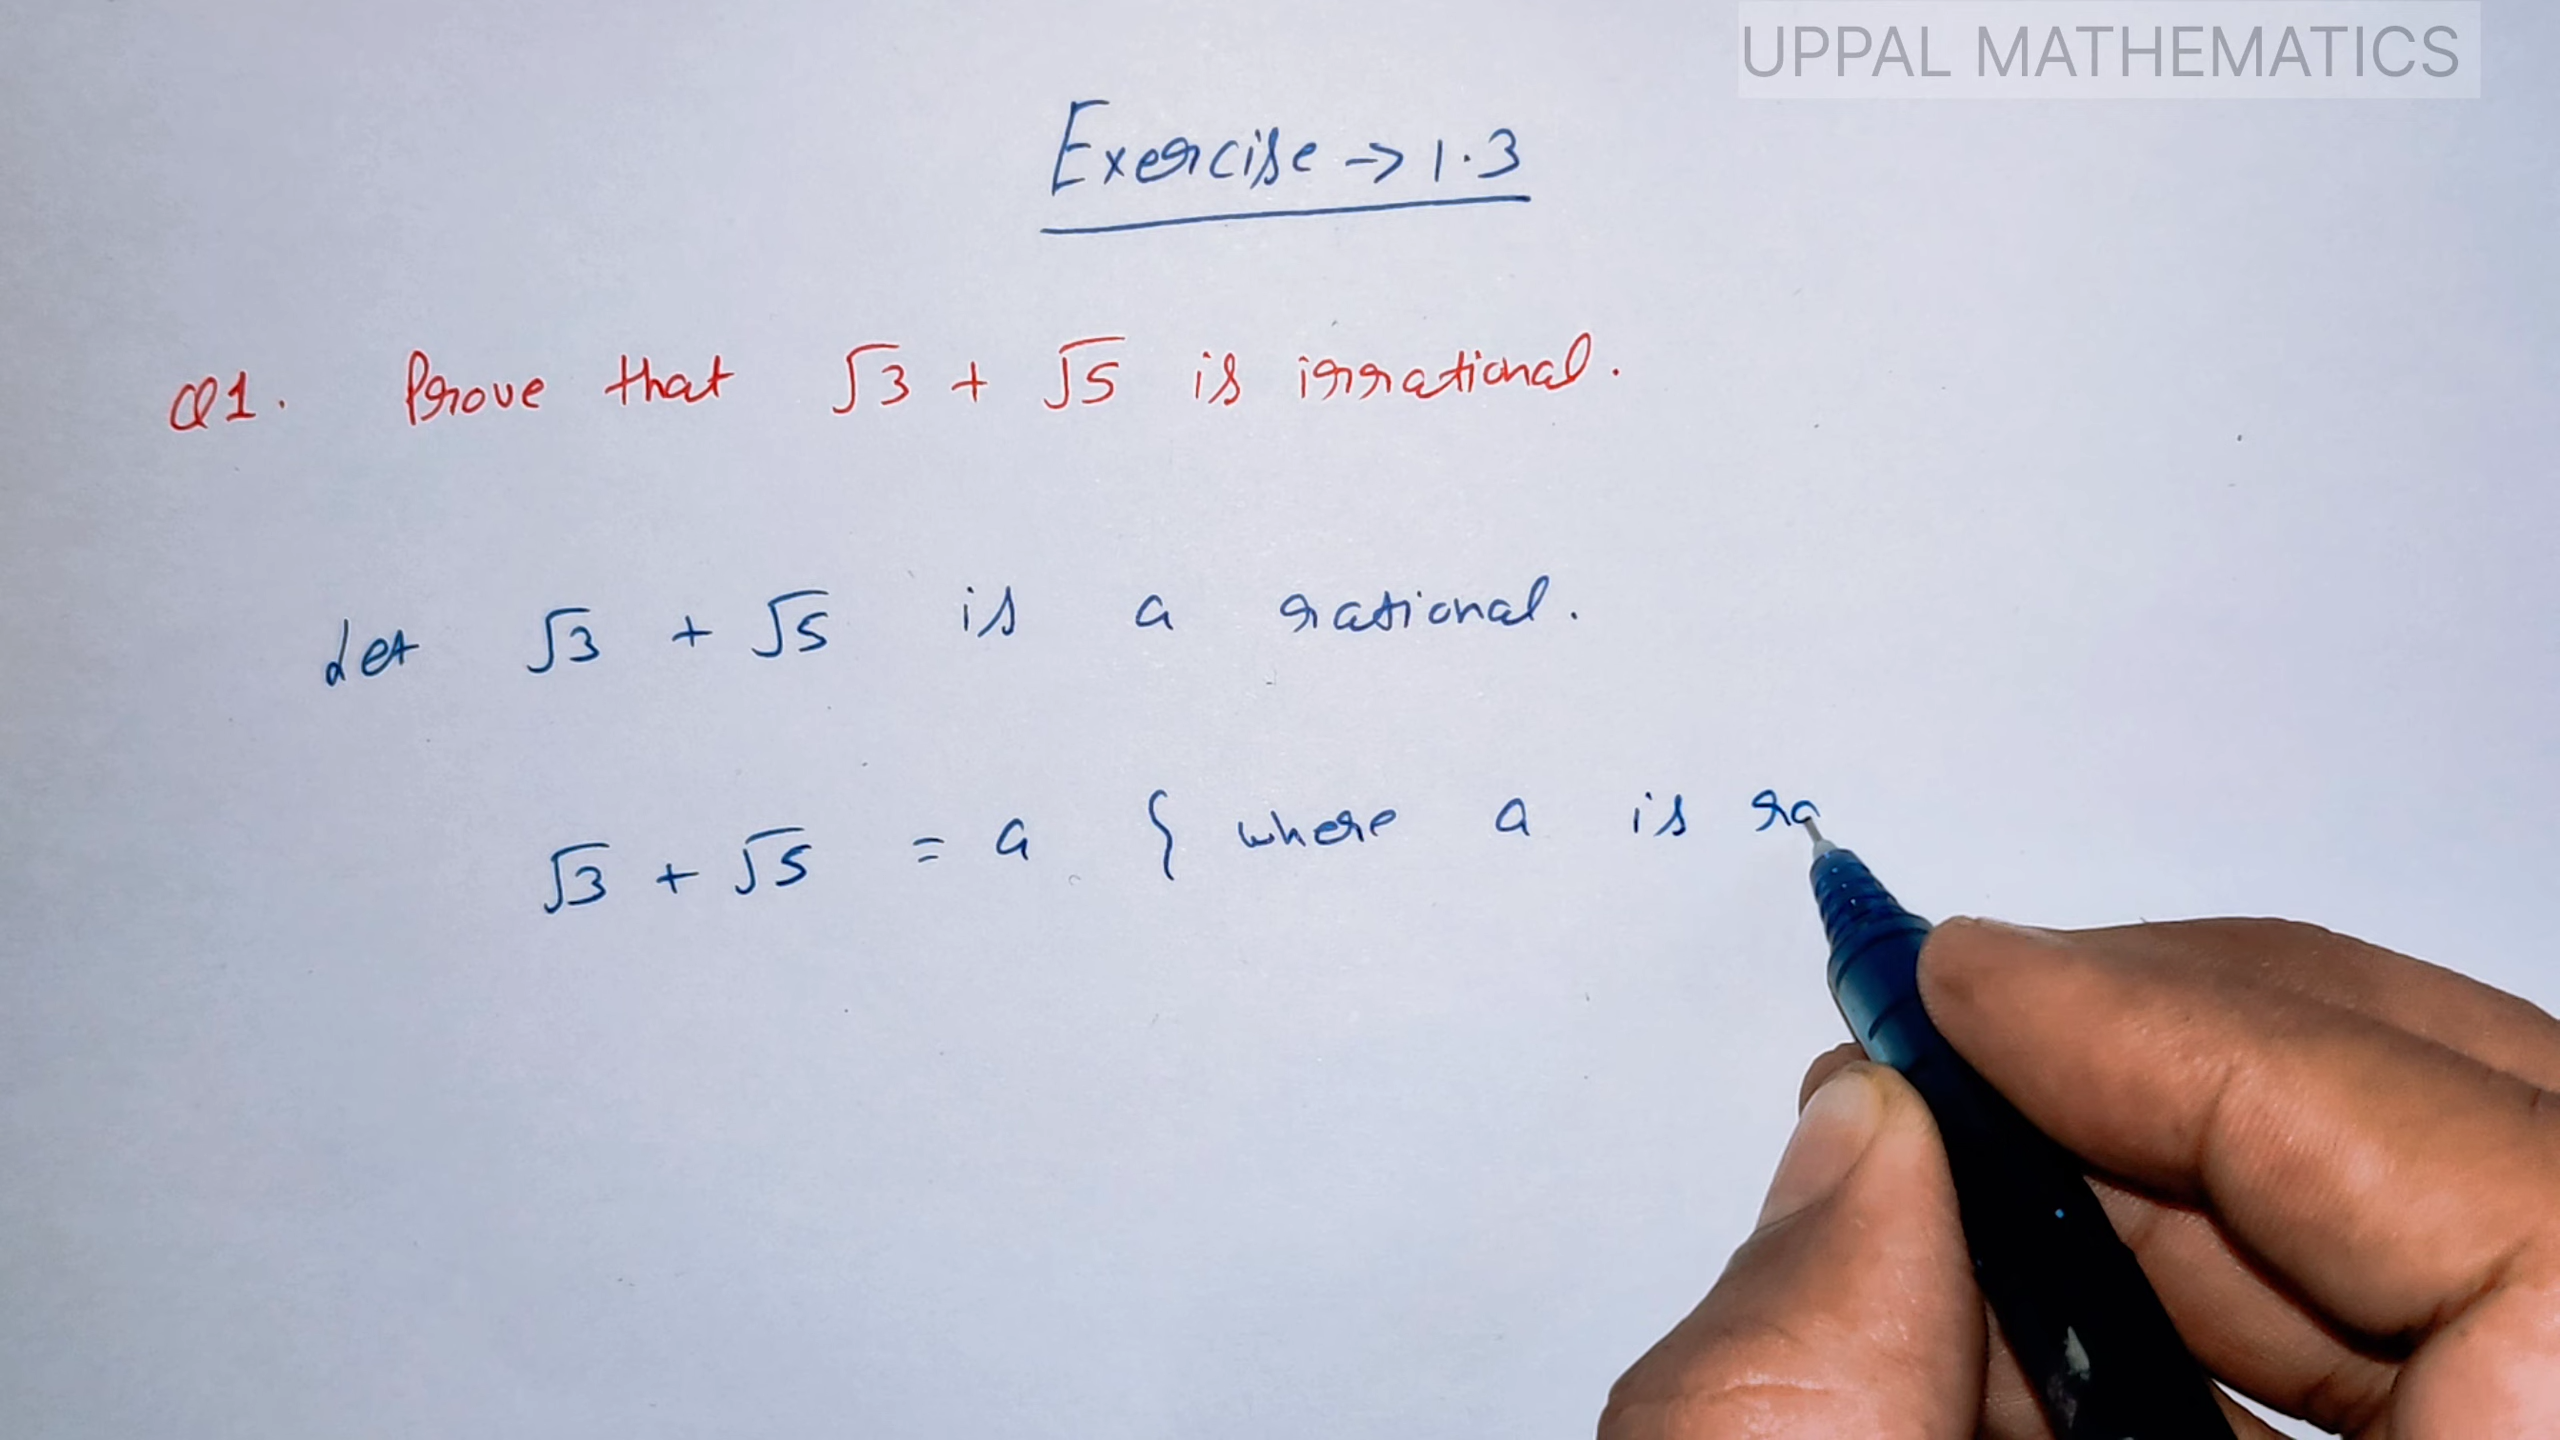 UPPAL MATHEMATICS
Exercise → 1.3
Q1. Prove that √3 + √5 is irrational.
Let √3 + √5 is a rational.
√3 + √5 = a { where a is ra